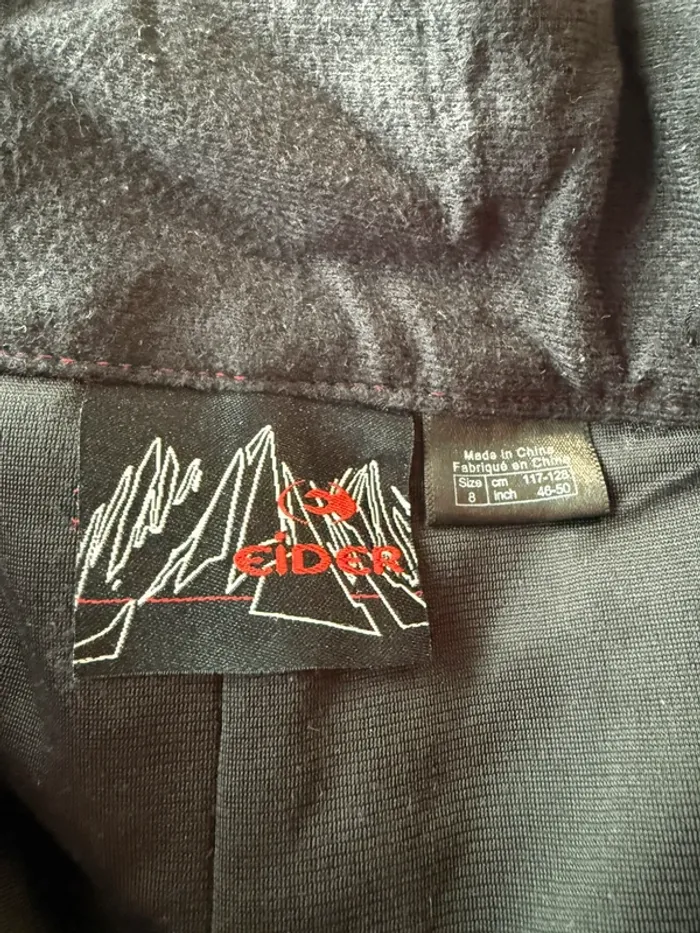 EiDER
Made in China
Fabriqué en Chine
Size cm 117-128
8 inch 46-50